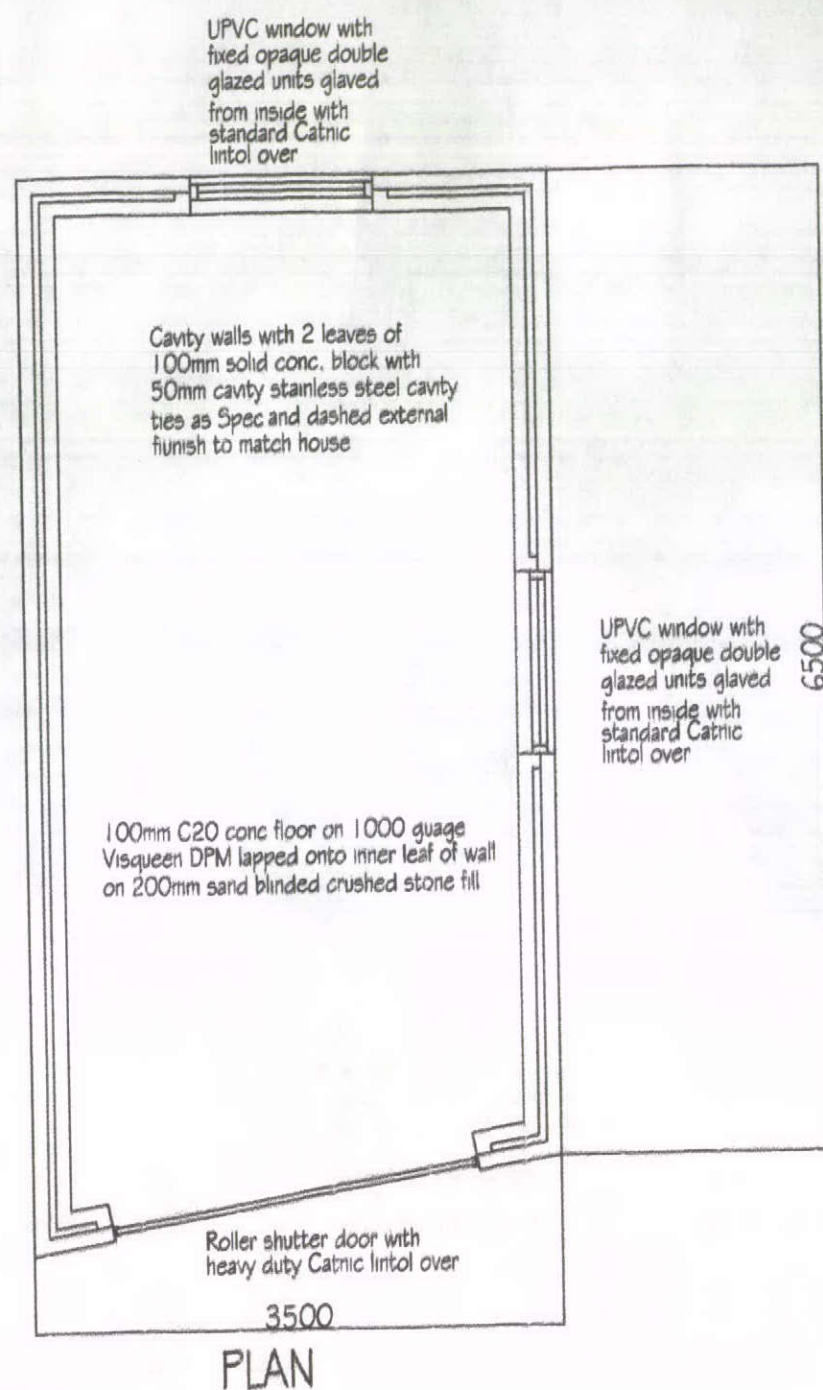 UPVC window with
fixed opaque double
glazed units glaved
from inside with
standard Catnic
lintol over
Cavity walls with 2 leaves of
100mm solid conc. block with
50mm cavity stainless steel cavity
ties as Spec and dashed external
fiunish to match house
UPVC window with
fixed opaque double
glazed units glaved
from inside with
standard Catnic
lintol over
6500
100mm C20 conc floor on 1000 guage
Visqueen DPM lapped onto inner leaf of wall
on 200mm sand blinded crushed stone fill
Roller shutter door with
heavy duty Catnic lintol over
3500
PLAN